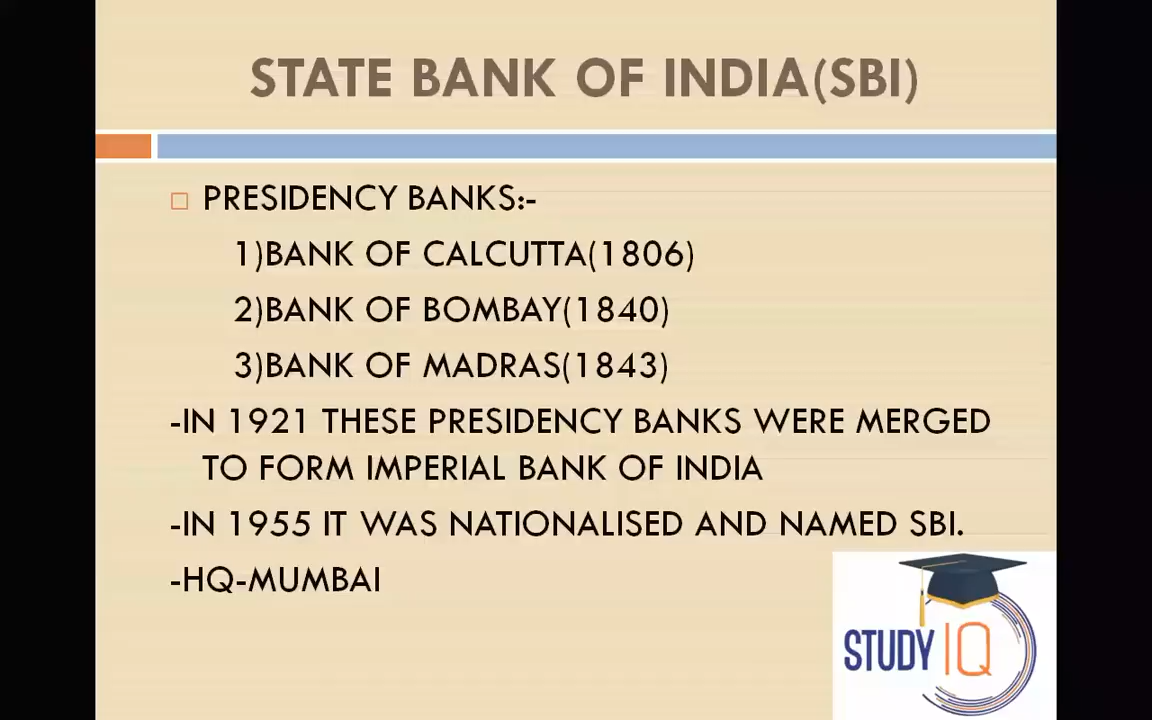 STATE BANK OF INDIA(SBI)
PRESIDENCY BANKS:-
1)BANK OF CALCUTTA(1806)
2)BANK OF BOMBAY(1840)
3)BANK OF MADRAS(1843)
-IN 1921 THESE PRESIDENCY BANKS WERE MERGED
TO FORM IMPERIAL BANK OF INDIA
-IN 1955 IT WAS NATIONALISED AND NAMED SBI.
-HQ-MUMBAI
STUDY IQ